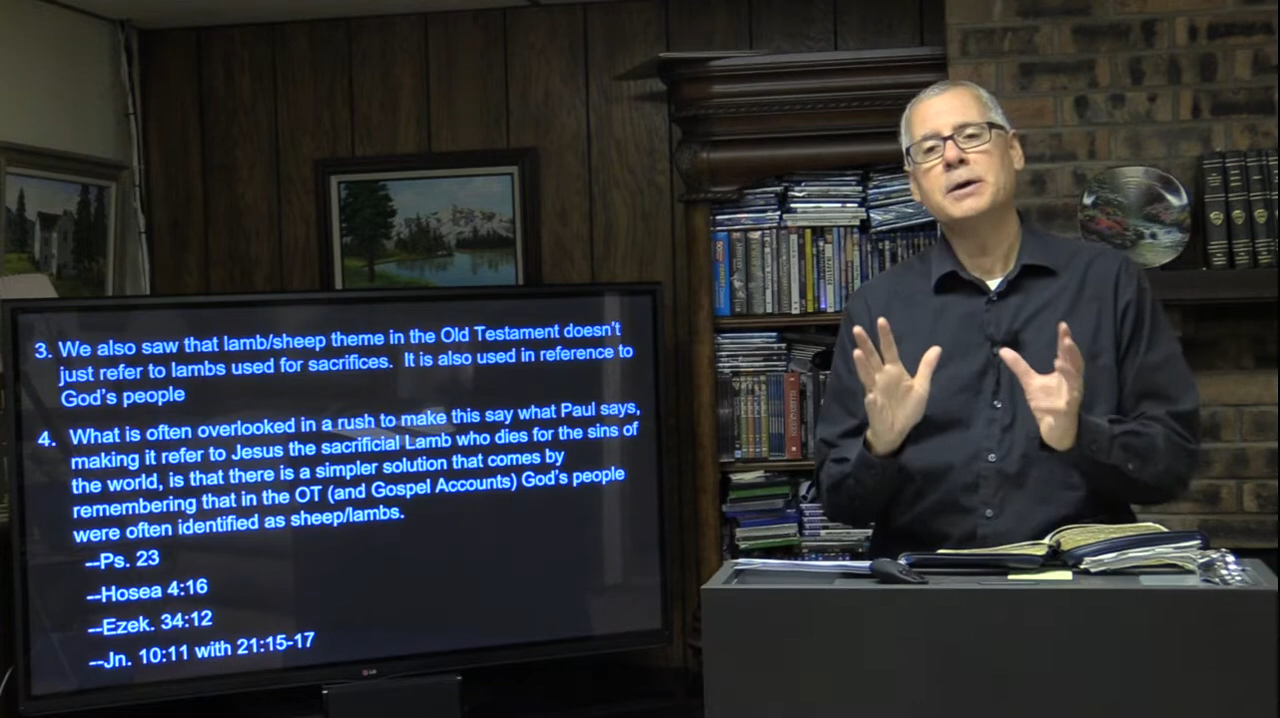 3. We also saw that lamb/sheep theme in the Old Testament doesn't
just refer to lambs used for sacrifices.  It is also used in reference to
God's people
4. What is often overlooked in a rush to make this say what Paul says,
making it refer to Jesus the sacrificial Lamb who dies for the sins of
the world, is that there is a simpler solution that comes by
remembering that in the OT (and Gospel Accounts) God's people
were often identified as sheep/lambs.
--Ps. 23
--Hosea 4:16
--Ezek. 34:12
--Jn. 10:11 with 21:15-17
LG